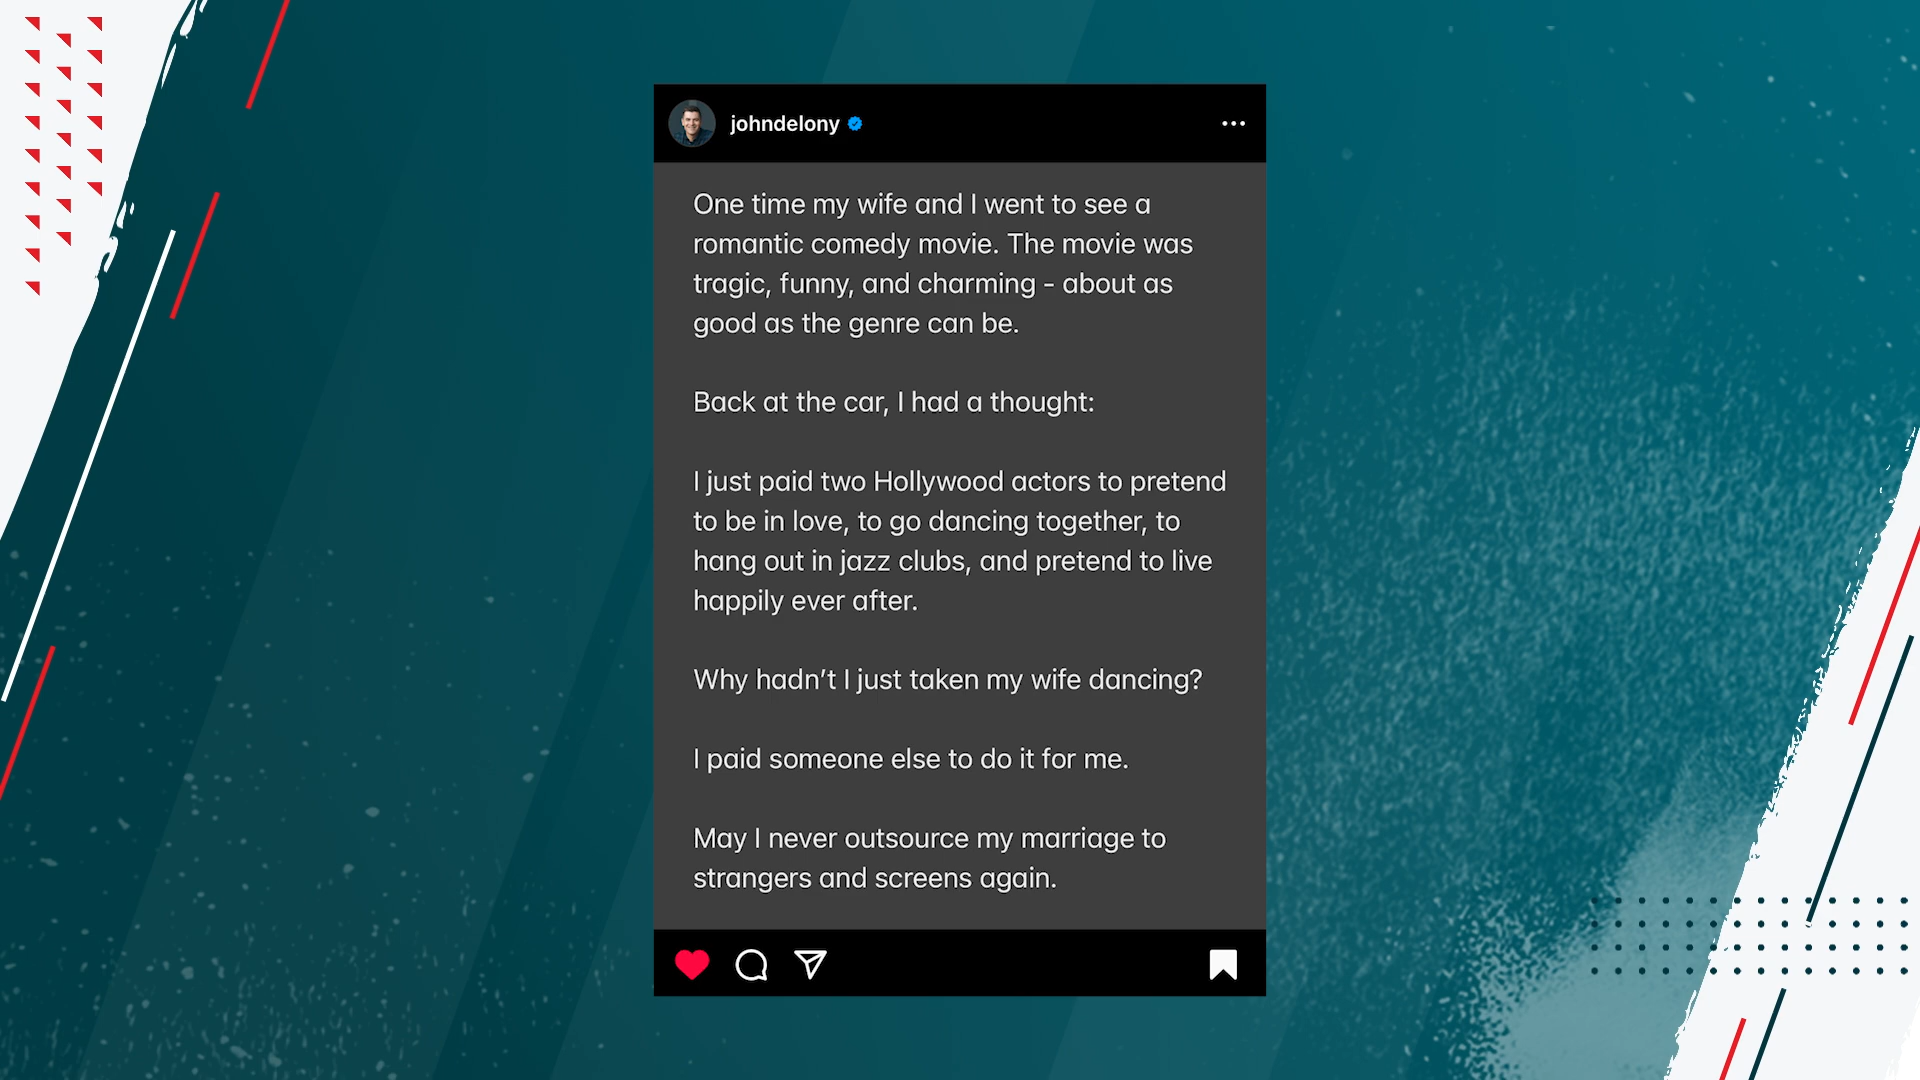 johndelony
One time my wife and I went to see a
romantic comedy movie. The movie was
tragic, funny, and charming - about as
good as the genre can be.
Back at the car, I had a thought:
I just paid two Hollywood actors to pretend
to be in love, to go dancing together, to
hang out in jazz clubs, and pretend to live
happily ever after.
Why hadn’t I just taken my wife dancing?
I paid someone else to do it for me.
May I never outsource my marriage to
strangers and screens again.